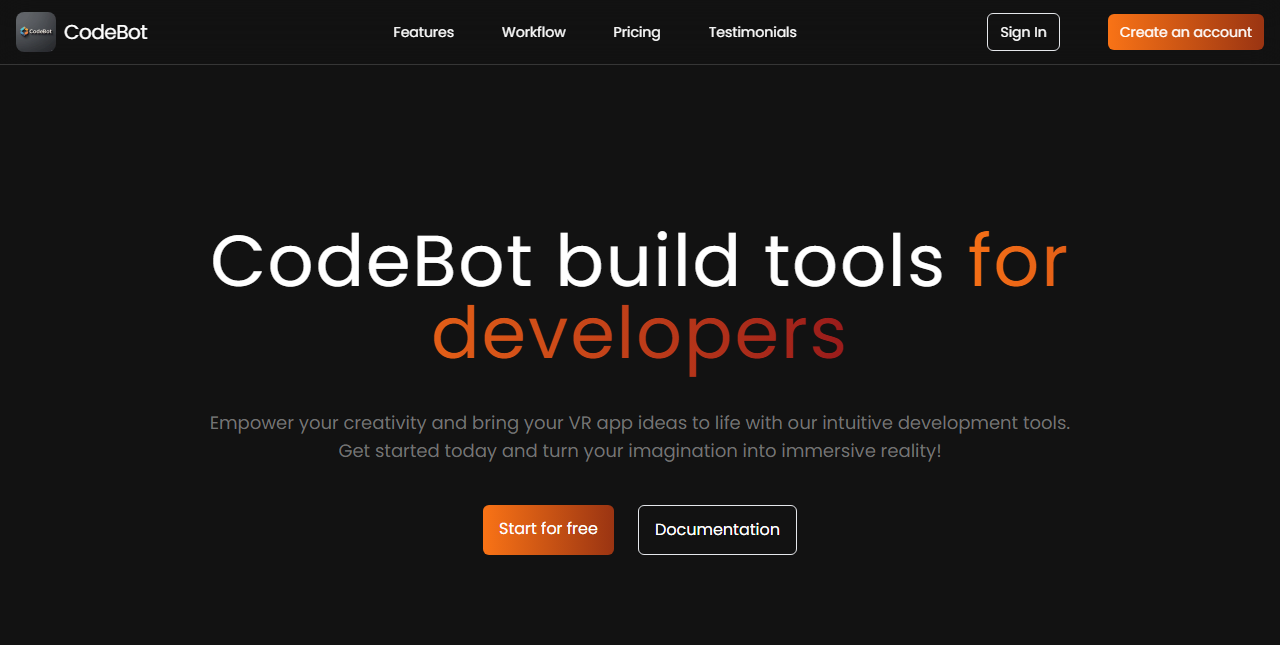 CodeBot CodeBot Features Workflow Pricing Testimonials Sign In Create an account
CodeBot build tools for
developers
Empower your creativity and bring your VR app ideas to life with our intuitive development tools.
Get started today and turn your imagination into immersive reality!
Start for free Documentation